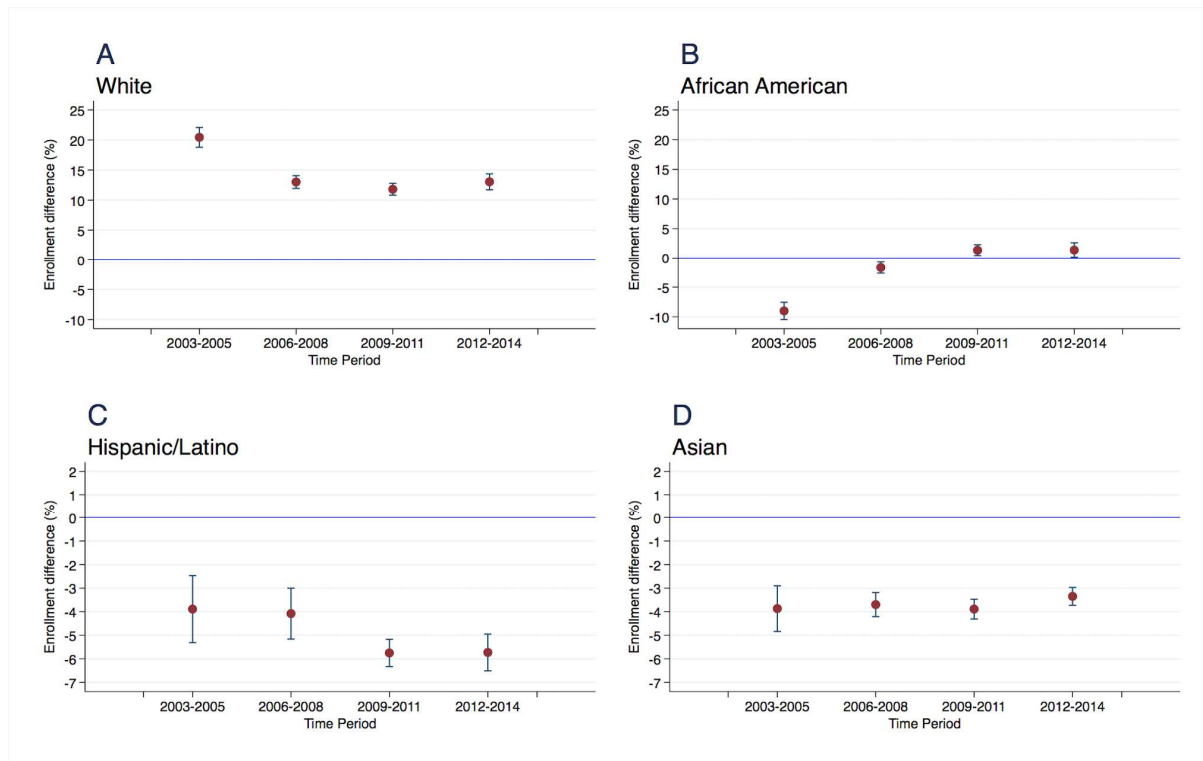 A
White
Enrollment difference (%)
25
20
15
10
5
0
-5
-10
2003-2005 2006-2008 2009-2011 2012-2014
Time Period
B
African American
Enrollment difference (%)
25
20
15
10
5
0
-5
-10
2003-2005 2006-2008 2009-2011 2012-2014
Time Period
C
Hispanic/Latino
Enrollment difference (%)
2
1
0
-1
-2
-3
-4
-5
-6
-7
2003-2005 2006-2008 2009-2011 2012-2014
Time Period
D
Asian
Enrollment difference (%)
2
1
0
-1
-2
-3
-4
-5
-6
-7
2003-2005 2006-2008 2009-2011 2012-2014
Time Period